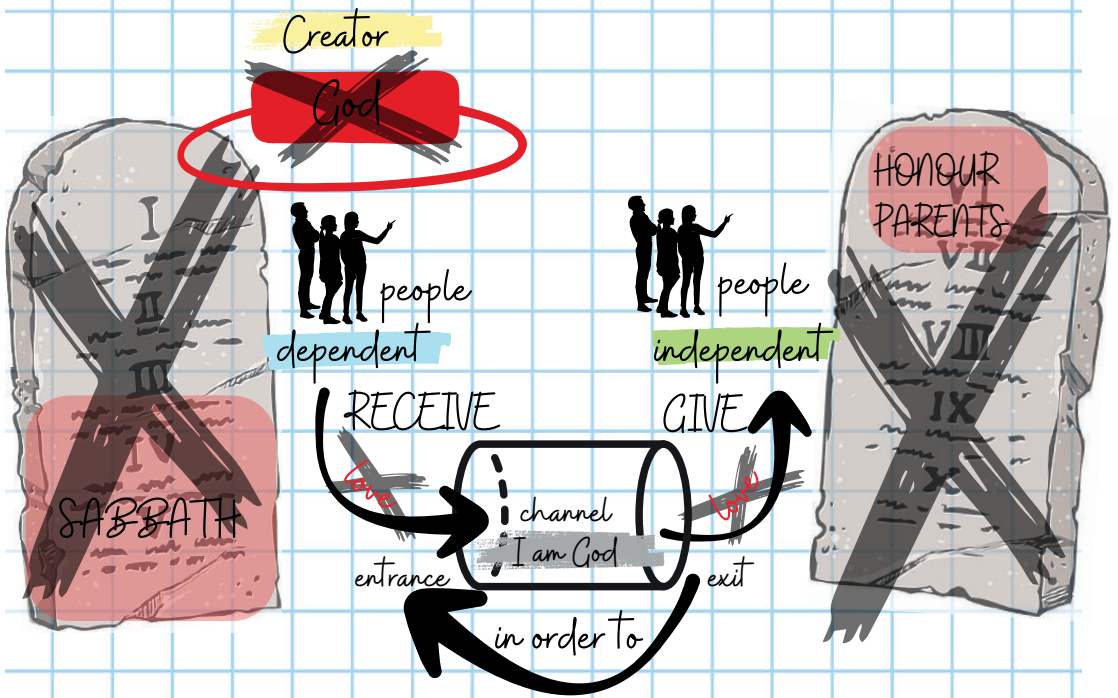 Creator
God
I
II
III
IV
SABBATH
people
dependent
RECEIVE
love
entrance
channel
I am God
in order to
people
independent
GIVE
love
exit
HONOUR
PARENTS
VI
VII
VIII
IX
X